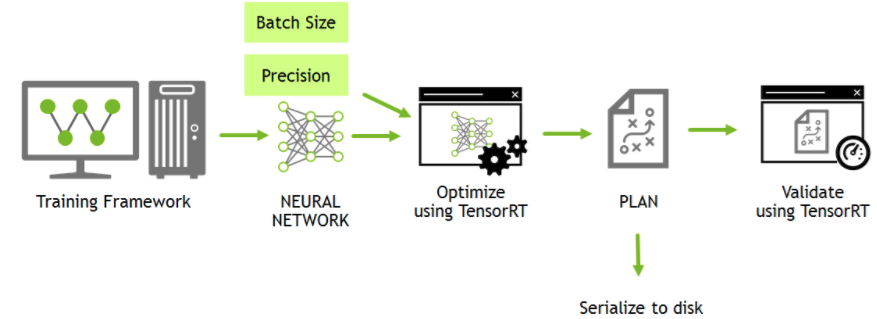 Batch Size
Precision
Training Framework
NEURAL
NETWORK
Optimize
using TensorRT
PLAN
Validate
using TensorRT
Serialize to disk